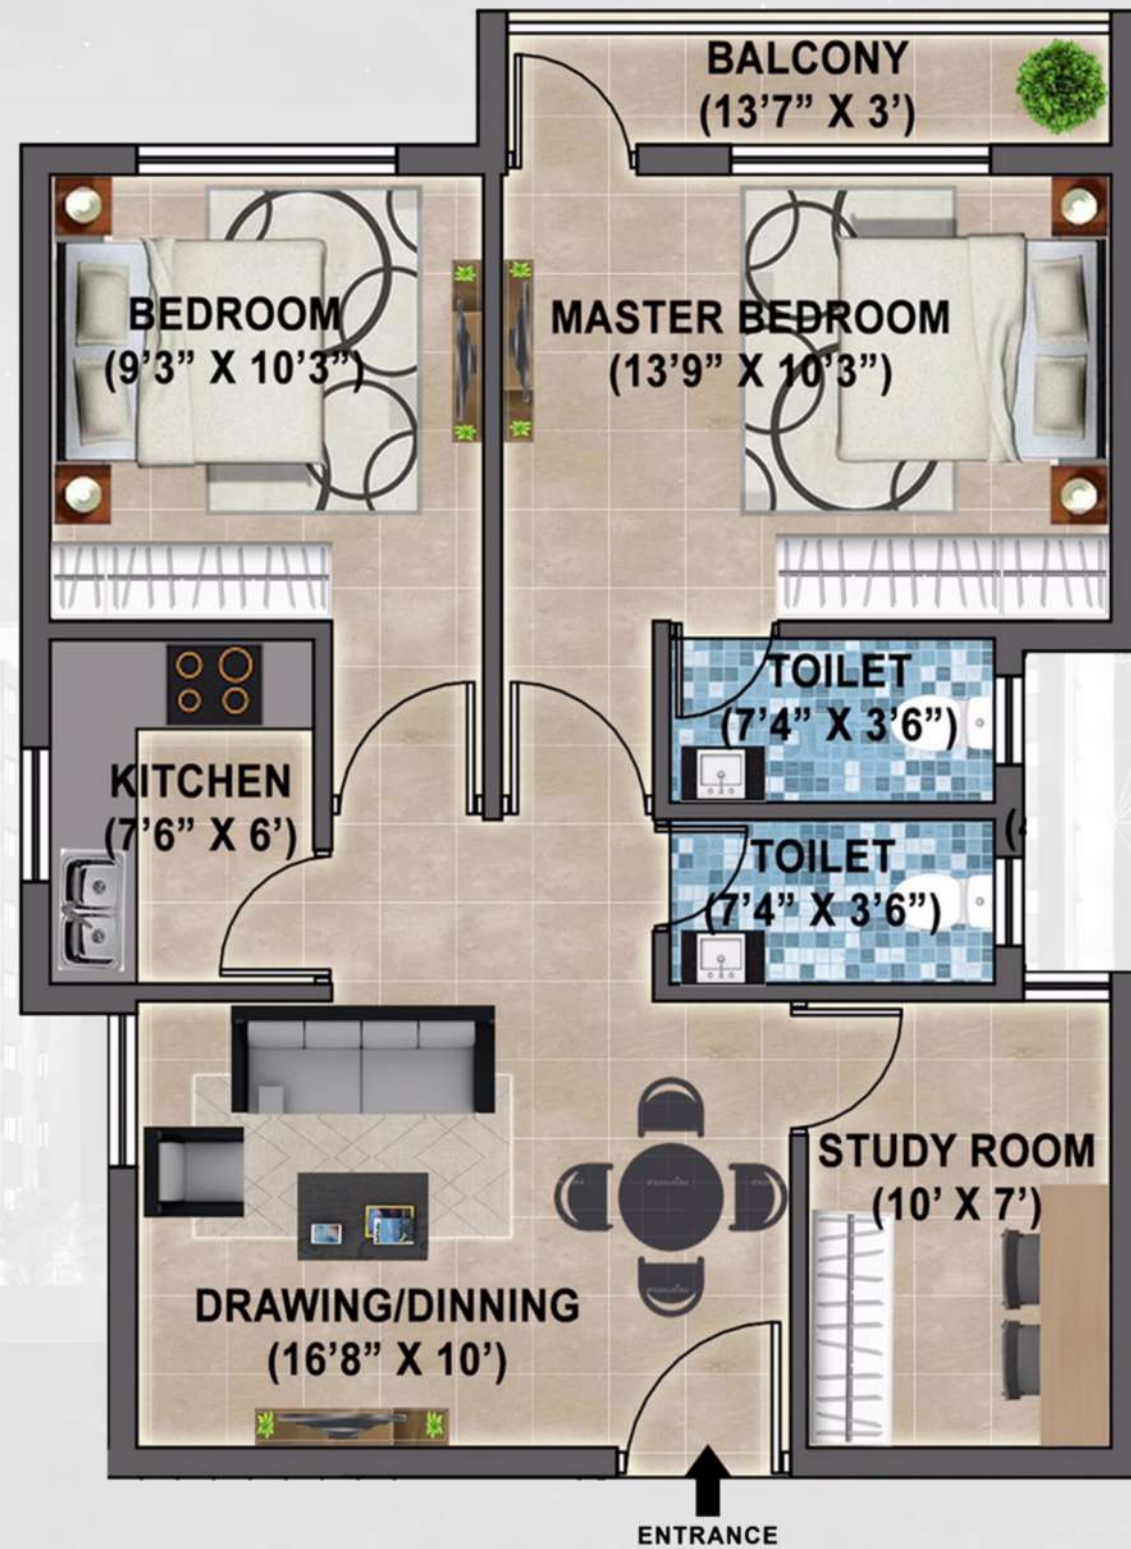 BALCONY
(13’7” X 3’)
BEDROOM
(9’3” X 10’3”)
MASTER BEDROOM
(13’9” X 10’3”)
TOILET
(7’4” X 3’6”)
KITCHEN
(7’6” X 6’)
TOILET
(7’4” X 3’6”)
STUDY ROOM
(10’ X 7’)
DRAWING/DINNING
(16’8” X 10’)
ENTRANCE